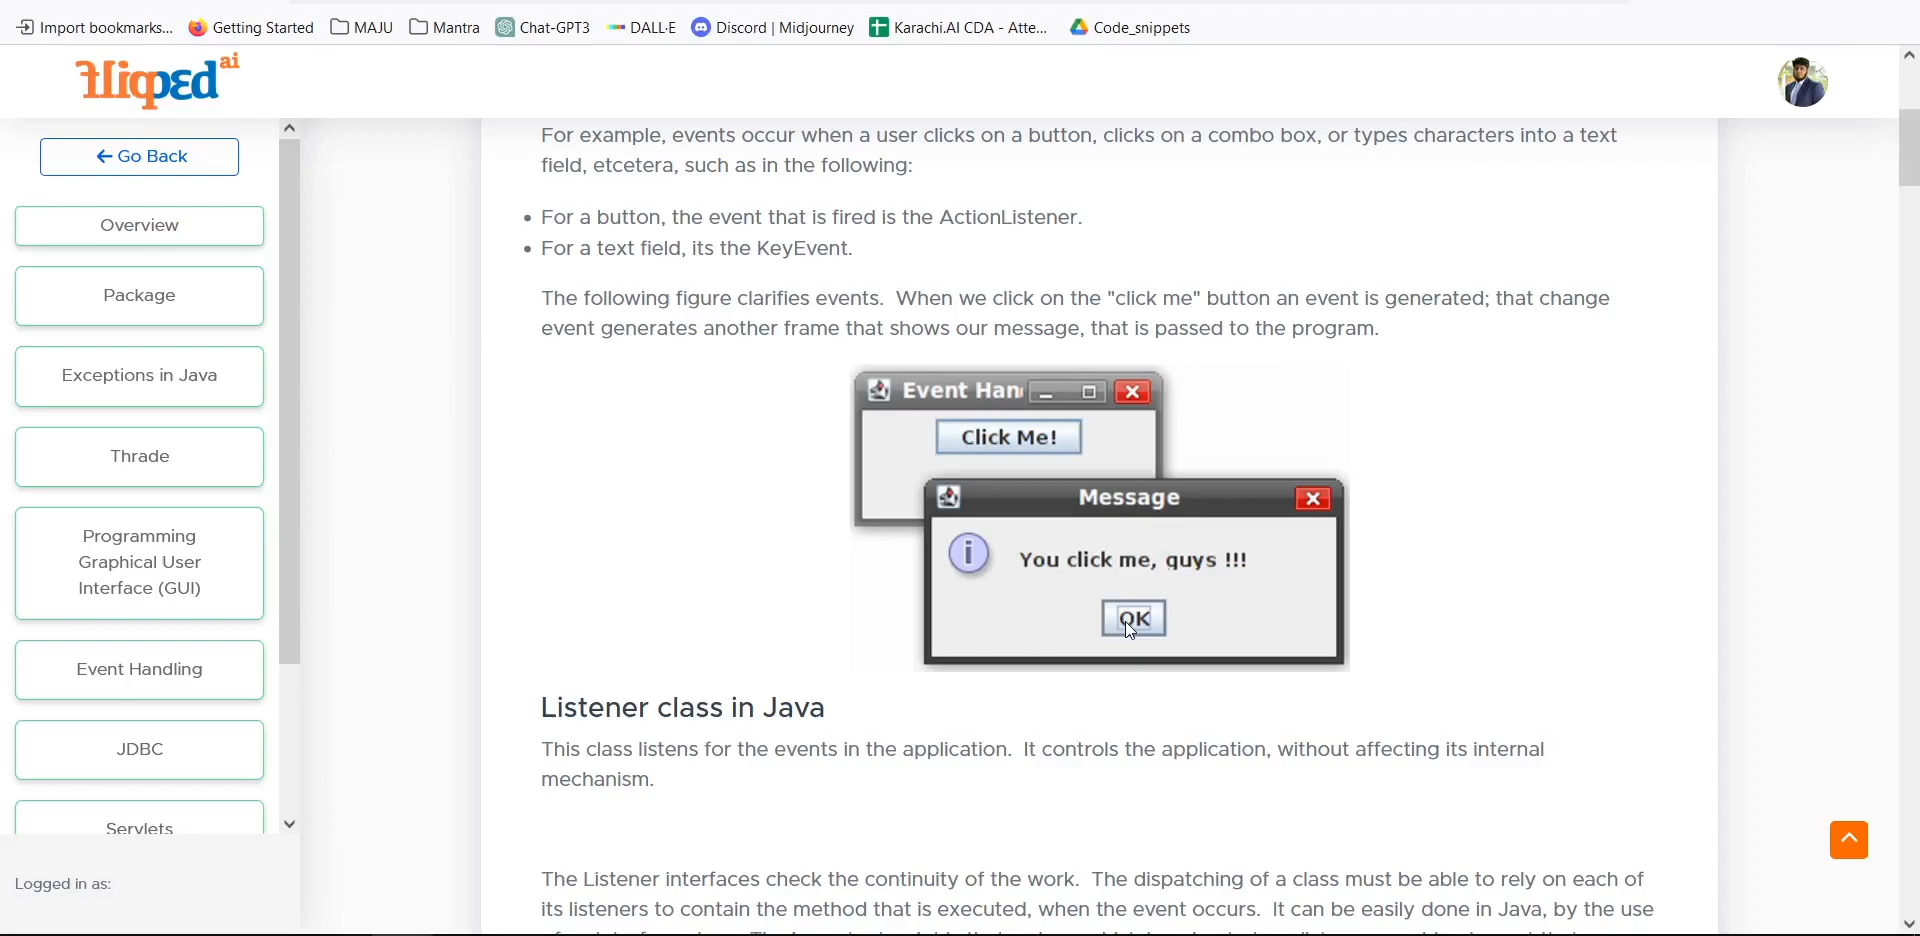 Import bookmarks... Getting Started MAJU Mantra Chat-GPT3 DALL·E Discord | Midjourney Karachi.AI CDA - Atte... Code_snippets
flipped ai
← Go Back
Overview
Package
Exceptions in Java
Thrade
Programming
Graphical User
Interface (GUI)
Event Handling
JDBC
Servlets
Logged in as:
For example, events occur when a user clicks on a button, clicks on a combo box, or types characters into a text
field, etcetera, such as in the following:
• For a button, the event that is fired is the ActionListener.
• For a text field, its the KeyEvent.
The following figure clarifies events. When we click on the "click me" button an event is generated; that change
event generates another frame that shows our message, that is passed to the program.
Event Han
Click Me!
Message
You click me, guys !!!
OK
Listener class in Java
This class listens for the events in the application. It controls the application, without affecting its internal
mechanism.
The Listener interfaces check the continuity of the work. The dispatching of a class must be able to rely on each of
its listeners to contain the method that is executed, when the event occurs. It can be easily done in Java, by the use